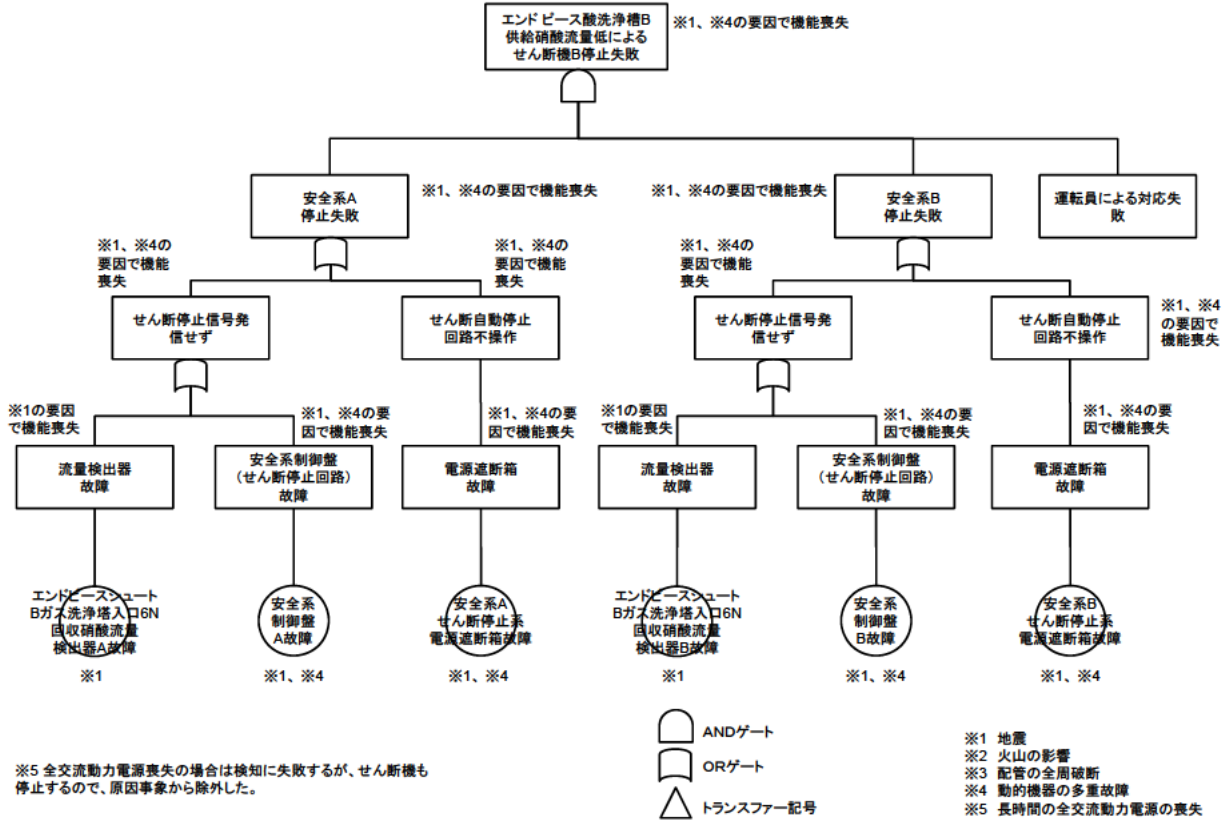 エンドピース酸洗浄槽B
供給硝酸流量低による
せん断機B停止失敗
※1、※4の要因で機能喪失
安全系A
停止失敗
※1、※4の要因で機能喪失
※1、※4の要因で機能喪失
安全系B
停止失敗
運転員による対応失
敗
※1、※4の
要因で機能
喪失
※1、※4の
要因で機能
喪失
※1、※4の
要因で機能
喪失
せん断停止信号発
信せず
せん断自動停止
回路不操作
せん断停止信号発
信せず
せん断自動停止
回路不操作
※1、※4
の要因で
機能喪失
※1の要因
で機能喪失
※1、※4の要
因で機能喪失
※1、※4の要
因で機能喪失
※1の要因
で機能喪失
※1、※4の要
因で機能喪失
※1、※4の要
因で機能喪失
流量検出器
故障
安全系制御盤
(せん断停止回路)
故障
電源遮断箱
故障
流量検出器
故障
安全系制御盤
(せん断停止回路)
故障
電源遮断箱
故障
エンドピースシュート
Bガス洗浄塔入口6N
回収硝酸流量
検出器A故障
安全系
制御盤
A故障
安全系A
せん断停止系
電源遮断箱故障
エンドピースシュート
Bガス洗浄塔入口6N
回収硝酸流量
検出器B故障
安全系
制御盤
B故障
安全系B
せん断停止系
電源遮断箱故障
※1
※1、※4
※1、※4
※1
※1、※4
※1、※4
※5 全交流動力電源喪失の場合は検知に失敗するが、せん断機も
停止するので、原因事象から除外した。
ANDゲート
ORゲート
トランスファー記号
※1 地震
※2 火山の影響
※3 配管の全周破断
※4 動的機器の多重故障
※5 長時間の全交流動力電源の喪失